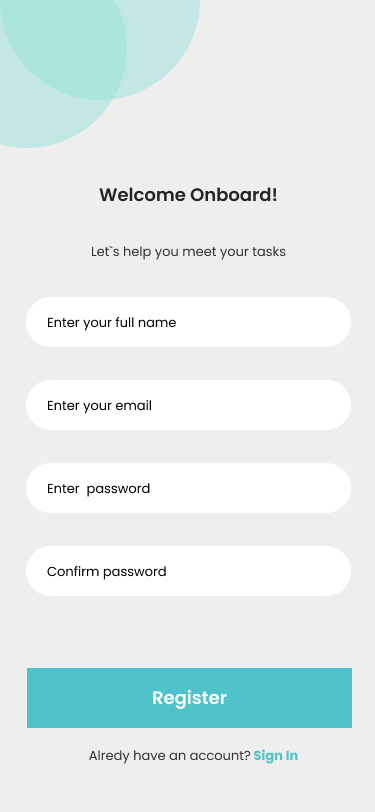 Welcome Onboard!
Let`s help you meet your tasks
Enter your full name
Enter your email
Enter  password
Confirm password
Register
Alredy have an account? Sign In